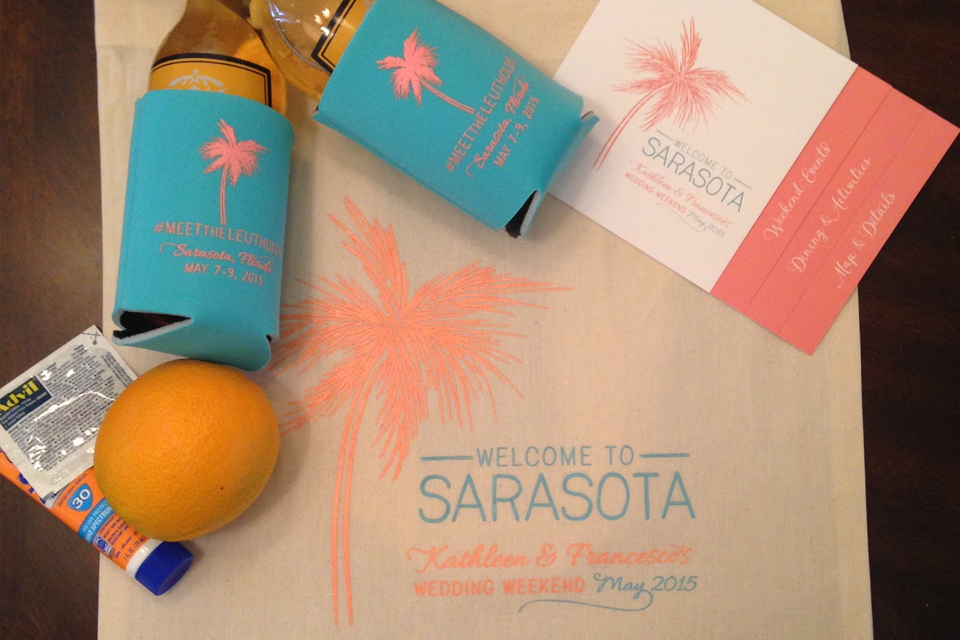 #MEETTHELEUTHOLD
Sarasota, Florida
MAY 7-9, 2015
#MEETTHELEUTHOLD
Sarasota, Florida
MAY 7-9, 2015
WELCOME TO
SARASOTA
Kathleen & Francesco's
WEDDING WEEKEND May 2015
Weekend Events
Dining & Activities
Map & Details
Advil
30
WELCOME TO
SARASOTA
Kathleen & Francesco's
WEDDING WEEKEND May 2015